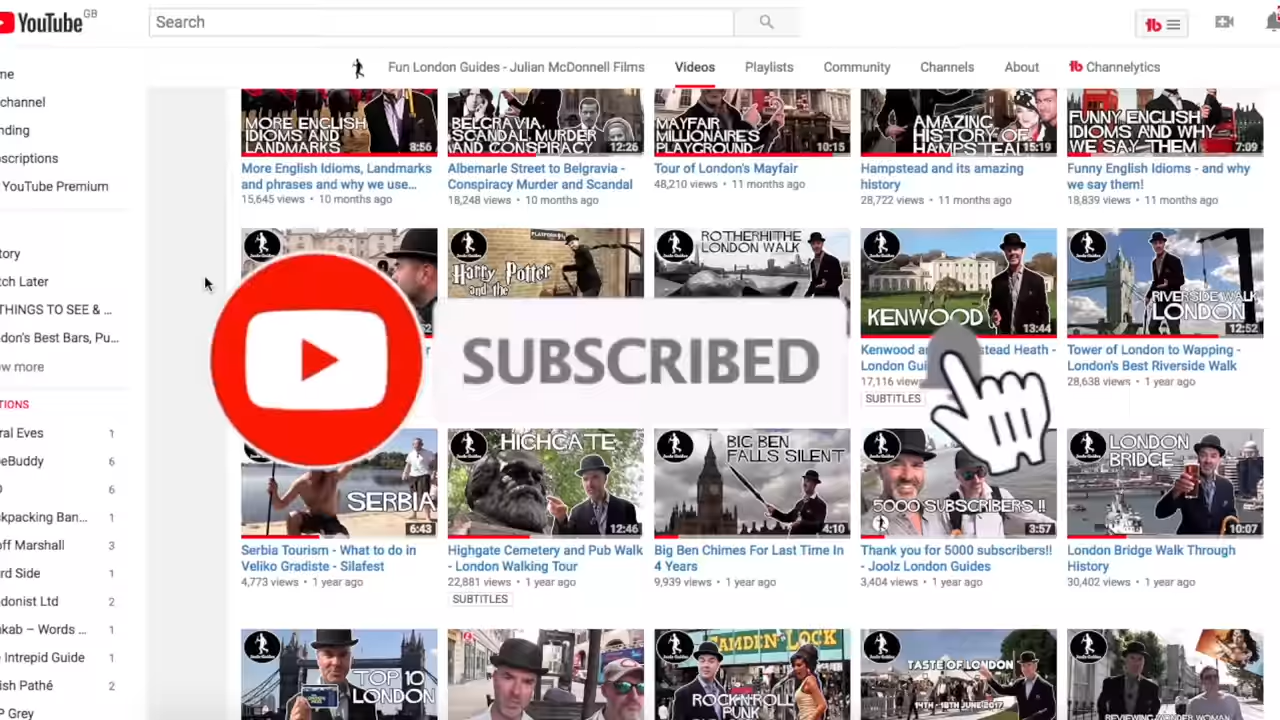 YouTube GB
Search
Fun London Guides - Julian McDonnell Films
Videos
Playlists
Community
Channels
About
Channelytics
me
channel
nding
scriptions
YouTube Premium
tory
tch Later
THINGS TO SEE & ...
don's Best Bars, Pu...
w more
TIONS
ral Eves 1
eBuddy 6
6
kpacking Ban... 1
off Marshall 3
rd Side 1
donist Ltd 2
kab – Words ... 1
e Intrepid Guide 1
ish Pathé 2
P Grey
MORE ENGLISH
IDIOMS AND
LANDMARKS
8:56
More English Idioms, Landmarks
and phrases and why we use...
15,645 views • 10 months ago
BELGRAVIA,
SCANDAL, MURDER
AND CONSPIRACY
12:26
Albemarle Street to Belgravia -
Conspiracy Murder and Scandal
18,248 views • 10 months ago
MAYFAIR
MILLIONAIRE'S
PLAYGROUND
10:15
Tour of London's Mayfair
48,210 views • 11 months ago
AMAZING
HISTORY OF
HAMPSTEAD
15:19
Hampstead and its amazing
history
28,722 views • 11 months ago
FUNNY ENGLISH
IDIOMS AND WHY
WE SAY THEM
7:09
Funny English Idioms - and why
we say them!
18,839 views • 11 months ago
PLATFORM 9¾
Harry Potter
and the
ROTHERHITHE
LONDON WALK
KENWOOD
13:44
Kenwood a
stead Heath -
London Gui
17,116 views
SUBTITLES
RIVERSIDE WALK
LONDON
12:52
Tower of London to Wapping -
London's Best Riverside Walk
28,638 views • 1 year ago
SUBSCRIBED
SERBIA
6:43
Serbia Tourism - What to do in
Veliko Gradiste - Silafest
4,773 views • 1 year ago
HIGHGATE
12:46
Highgate Cemetery and Pub Walk
- London Walking Tour
22,881 views • 1 year ago
SUBTITLES
BIG BEN
FALLS SILENT
4:10
Big Ben Chimes For Last Time In
4 Years
9,939 views • 1 year ago
5000 SUBSCRIBERS !!
3:57
Thank you for 5000 subscribers!!
- Joolz London Guides
3,404 views • 1 year ago
LONDON
BRIDGE
10:07
London Bridge Walk Through
History
30,402 views • 1 year ago
TOP 10
LONDON
CAMDEN LOCK
ROCK N ROLL
PUNK
TASTE OF LONDON
14TH - 18TH JUNE 2017
REVIEWING WONDER WOMAN